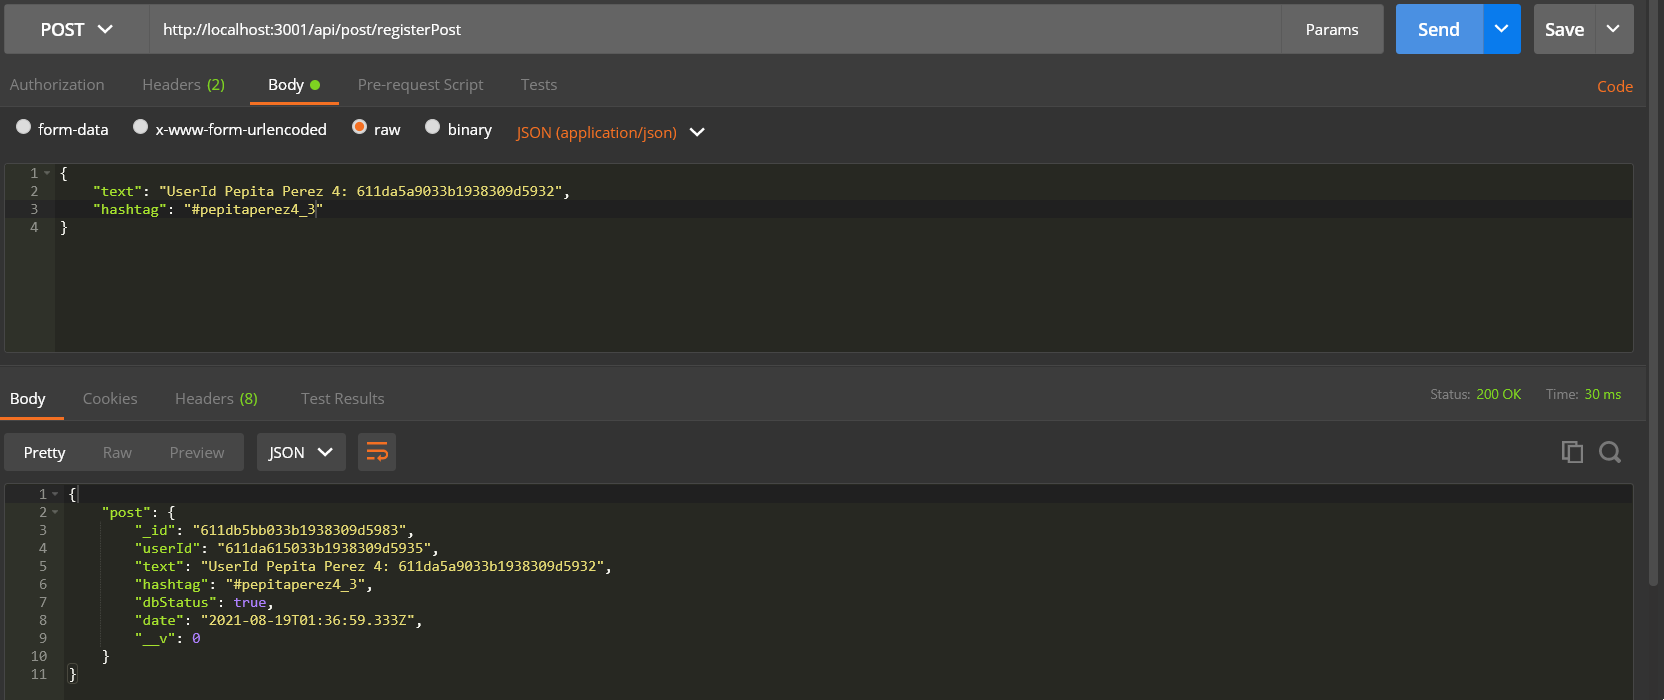 POST http://localhost:3001/api/post/registerPost Params Send Save
Authorization Headers (2) Body Pre-request Script Tests Code
form-data x-www-form-urlencoded raw binary JSON (application/json)
1 {
2 "text": "UserId Pepita Perez 4: 611da5a9033b1938309d5932",
3 "hashtag": "#pepitaperez4_3"
4 }
Body Cookies Headers (8) Test Results Status: 200 OK Time: 30 ms
Pretty Raw Preview JSON
1 {
2 "post": {
3 "_id": "611db5bb033b1938309d5983",
4 "userId": "611da615033b1938309d5935",
5 "text": "UserId Pepita Perez 4: 611da5a9033b1938309d5932",
6 "hashtag": "#pepitaperez4_3",
7 "dbStatus": true,
8 "date": "2021-08-19T01:36:59.333Z",
9 "__v": 0
10 }
11 }